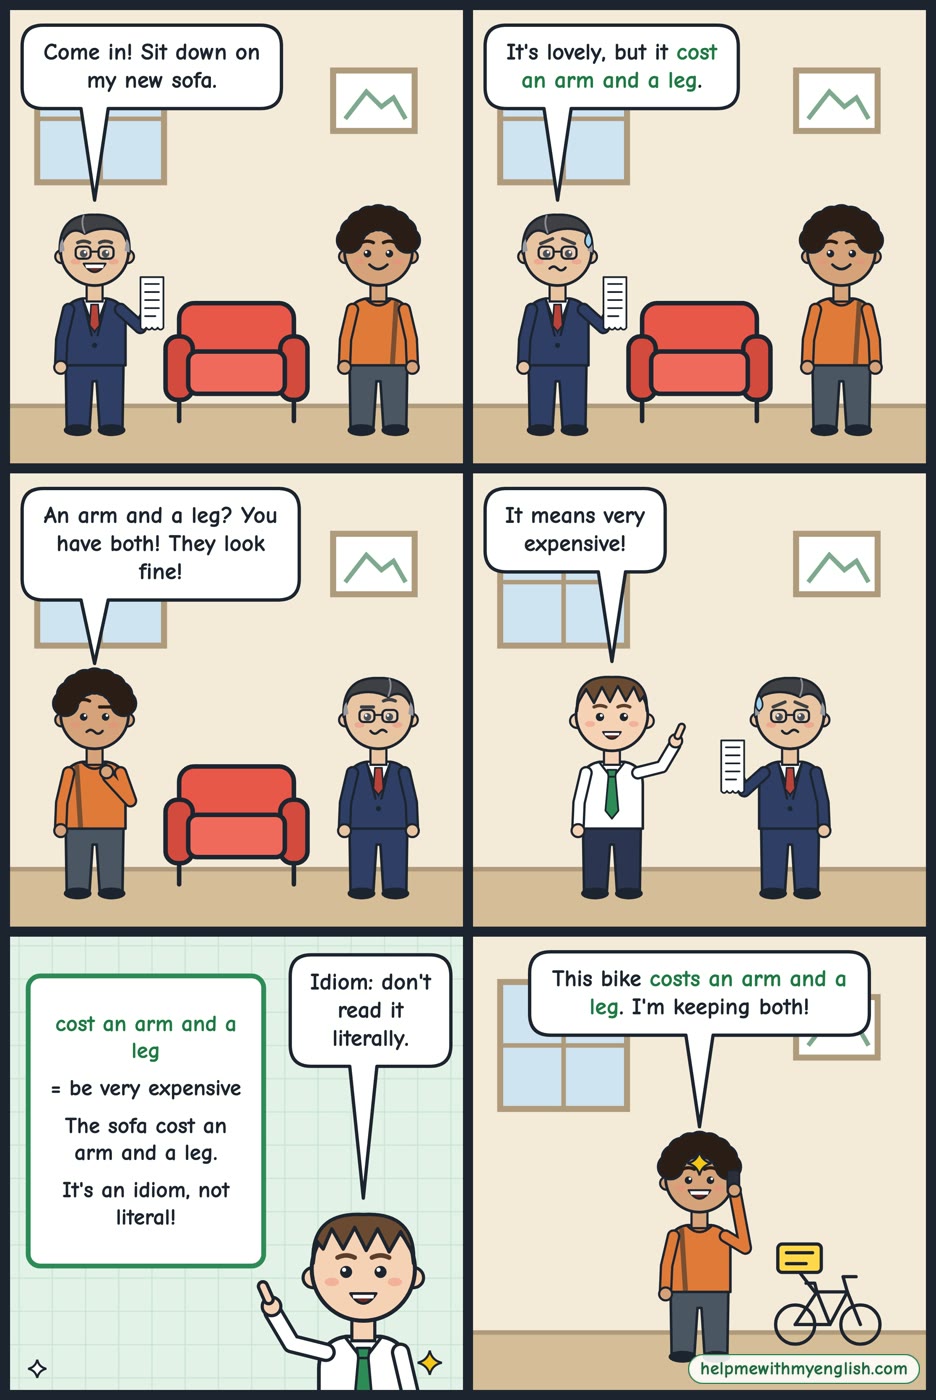 Come in! Sit down on
my new sofa.
It's lovely, but it cost
an arm and a leg.
An arm and a leg? You
have both! They look
fine!
It means very
expensive!
cost an arm and a
leg
= be very expensive
The sofa cost an
arm and a leg.
It's an idiom, not
literal!
Idiom: don't
read it
literally.
This bike costs an arm and a
leg. I'm keeping both!
helpmewithmyenglish.com